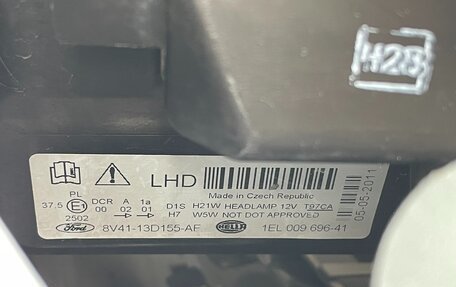 H28
LHD
Made in Czech Republic
PL
37.5 E1 DCR A 1a D1S H21W HEADLAMP 12V T97CA
00 02 01 H7 W5W NOT DOT APPROVED
2502
Ford 8V41-13D155-AF HELLA 1EL 009 696-41
05-05-2011